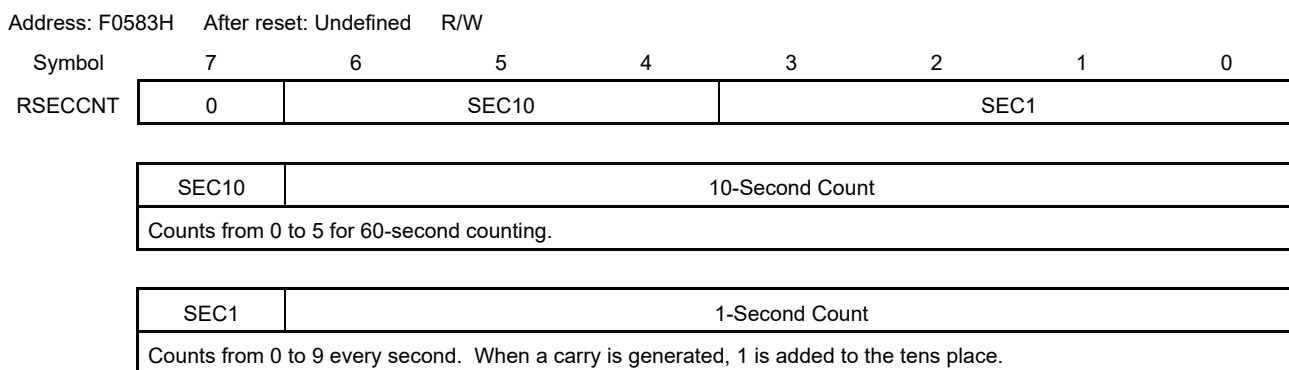 Address: F0583H After reset: Undefined R/W
Symbol 7 6 5 4 3 2 1 0
RSECCNT 0 SEC10 SEC1
SEC10 10-Second Count
Counts from 0 to 5 for 60-second counting.
SEC1 1-Second Count
Counts from 0 to 9 every second. When a carry is generated, 1 is added to the tens place.